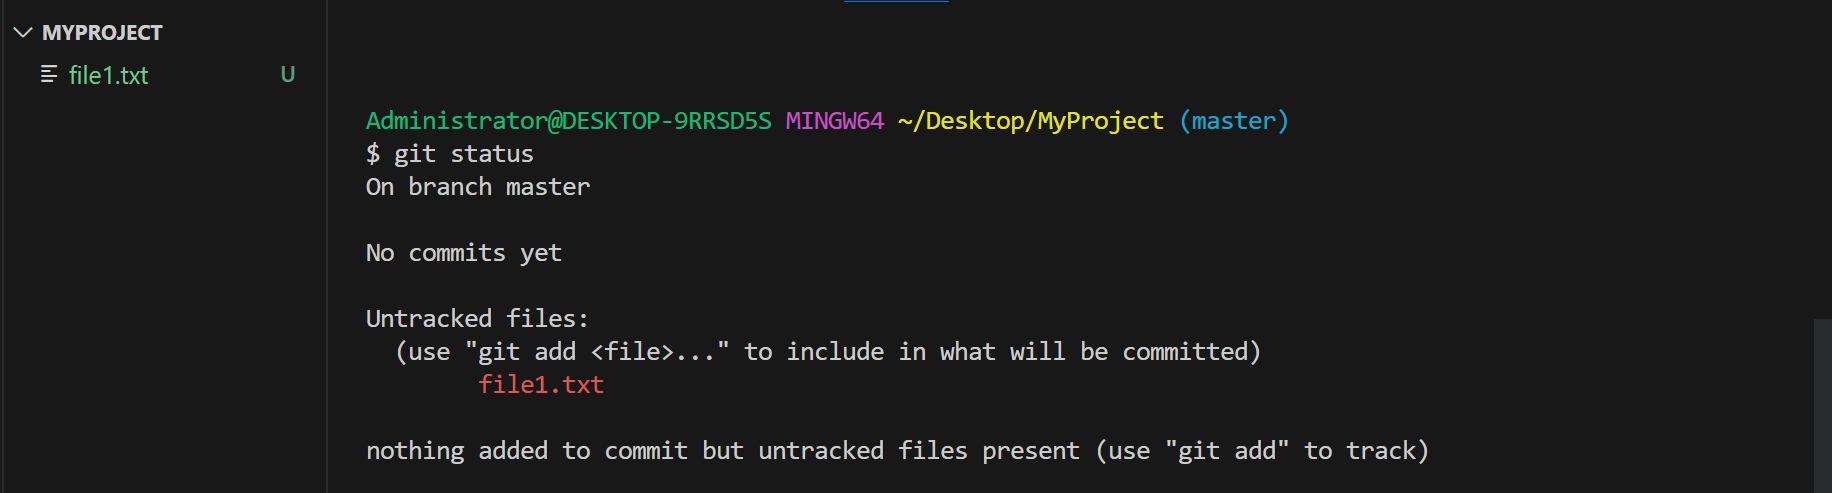 MYPROJECT
file1.txt U
Administrator@DESKTOP-9RRSD5S MINGW64 ~/Desktop/MyProject (master)
$ git status
On branch master
No commits yet
Untracked files:
(use "git add <file>..." to include in what will be committed)
file1.txt
nothing added to commit but untracked files present (use "git add" to track)